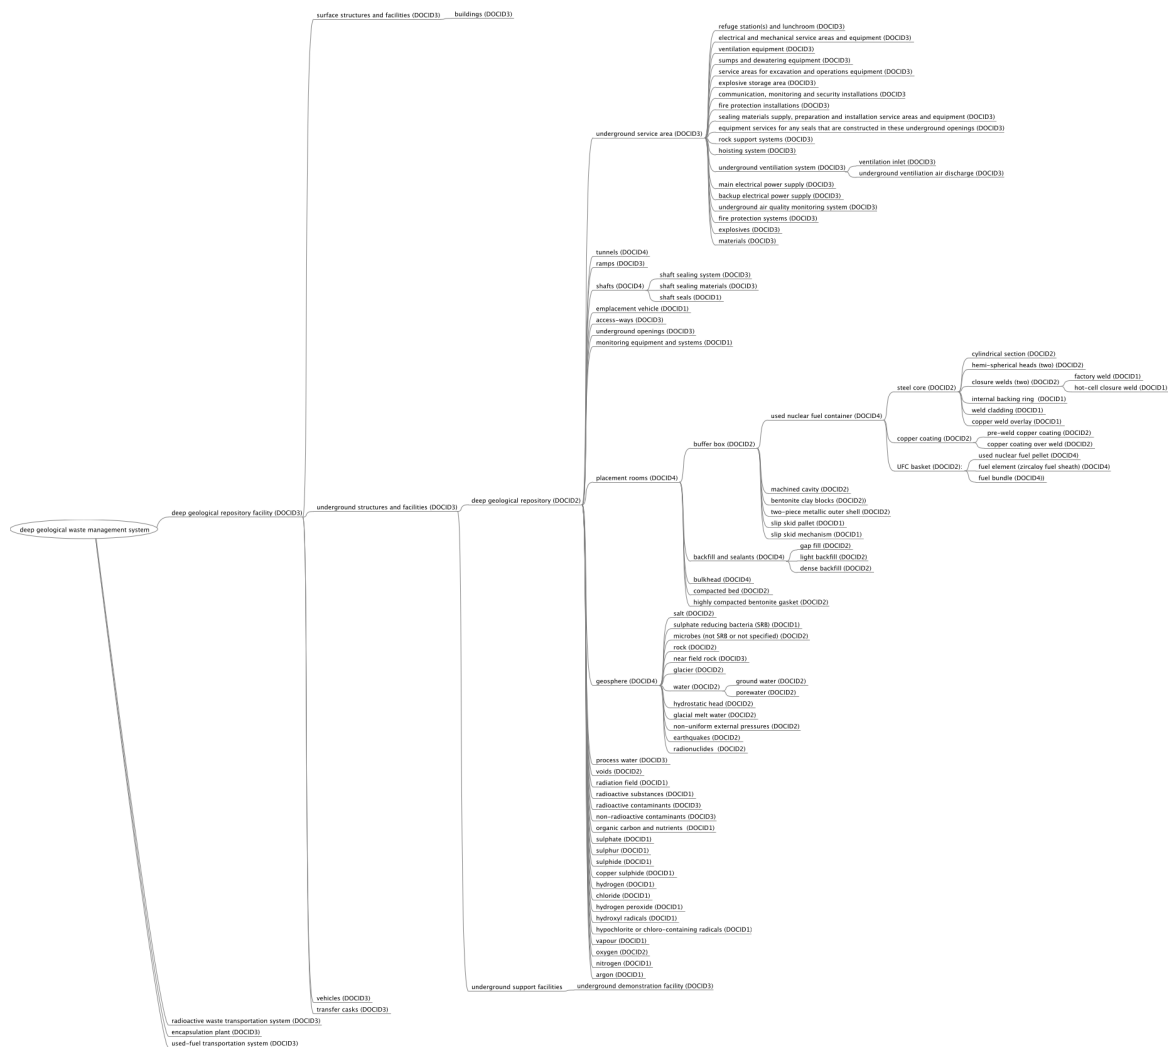 surface structures and facilities (DOCID3)
buildings (DOCID3)
refuge station(s) and lunchroom (DOCID3)
electrical and mechanical service areas and equipment (DOCID3)
ventilation equipment (DOCID3)
sumps and dewatering equipment (DOCID3)
service areas for excavation and operations equipment (DOCID3)
explosive storage area (DOCID3)
communication, monitoring and security installations (DOCID3
fire protection installations (DOCID3)
sealing materials supply, preparation and installation service areas and equipment (DOCID3)
underground service area (DOCID3)
equipment services for any seals that are constructed in these underground openings (DOCID3)
rock support systems (DOCID3)
hoisting system (DOCID3)
underground ventiliation system (DOCID3)
ventilation inlet (DOCID3)
underground ventiliation air discharge (DOCID3)
main electrical power supply (DOCID3)
backup electrical power supply (DOCID3)
underground air quality monitoring system (DOCID3)
fire protection systems (DOCID3)
explosives (DOCID3)
materials (DOCID3)
tunnels (DOCID4)
ramps (DOCID3)
shafts (DOCID4)
shaft sealing system (DOCID3)
shaft sealing materials (DOCID3)
shaft seals (DOCID1)
emplacement vehicle (DOCID1)
access-ways (DOCID3)
underground openings (DOCID3)
monitoring equipment and systems (DOCID1)
cylindrical section (DOCID2)
hemi-spherical heads (two) (DOCID2)
steel core (DOCID2)
closure welds (two) (DOCID2)
factory weld (DOCID1)
hot-cell closure weld (DOCID1)
internal backing ring (DOCID1)
weld cladding (DOCID1)
copper weld overlay (DOCID1)
used nuclear fuel container (DOCID4)
copper coating (DOCID2)
pre-weld copper coating (DOCID2)
copper coating over weld (DOCID2)
buffer box (DOCID2)
UFC basket (DOCID2):
used nuclear fuel pellet (DOCID4)
fuel element (zircaloy fuel sheath) (DOCID4)
fuel bundle (DOCID4))
placement rooms (DOCID4)
machined cavity (DOCID2)
bentonite clay blocks (DOCID2))
two-piece metallic outer shell (DOCID2)
slip skid pallet (DOCID1)
slip skid mechanism (DOCID1)
deep geological waste management system
deep geological repository facility (DOCID3)
underground structures and facilities (DOCID3)
deep geological repository (DOCID2)
backfill and sealants (DOCID4)
gap fill (DOCID2)
light backfill (DOCID2)
dense backfill (DOCID2)
bulkhead (DOCID4)
compacted bed (DOCID2)
highly compacted bentonite gasket (DOCID2)
salt (DOCID2)
sulphate reducing bacteria (SRB) (DOCID1)
microbes (not SRB or not specified) (DOCID2)
rock (DOCID2)
near field rock (DOCID3)
glacier (DOCID2)
geosphere (DOCID4)
water (DOCID2)
ground water (DOCID2)
porewater (DOCID2)
hydrostatic head (DOCID2)
glacial melt water (DOCID2)
non-uniform external pressures (DOCID2)
earthquakes (DOCID2)
radionuclides (DOCID2)
process water (DOCID3)
voids (DOCID2)
radiation field (DOCID1)
radioactive substances (DOCID1)
radioactive contaminants (DOCID3)
non-radioactive contaminants (DOCID3)
organic carbon and nutrients (DOCID1)
sulphate (DOCID1)
sulphur (DOCID1)
sulphide (DOCID1)
copper sulphide (DOCID1)
hydrogen (DOCID1)
chloride (DOCID1)
hydrogen peroxide (DOCID1)
hydroxyl radicals (DOCID1)
hypochlorite or chloro-containing radicals (DOCID1)
vapour (DOCID1)
oxygen (DOCID2)
nitrogen (DOCID1)
argon (DOCID1)
underground support facilities
underground demonstration facility (DOCID3)
vehicles (DOCID3)
transfer casks (DOCID3)
radioactive waste transportation system (DOCID3)
encapsulation plant (DOCID3)
used-fuel transportation system (DOCID3)